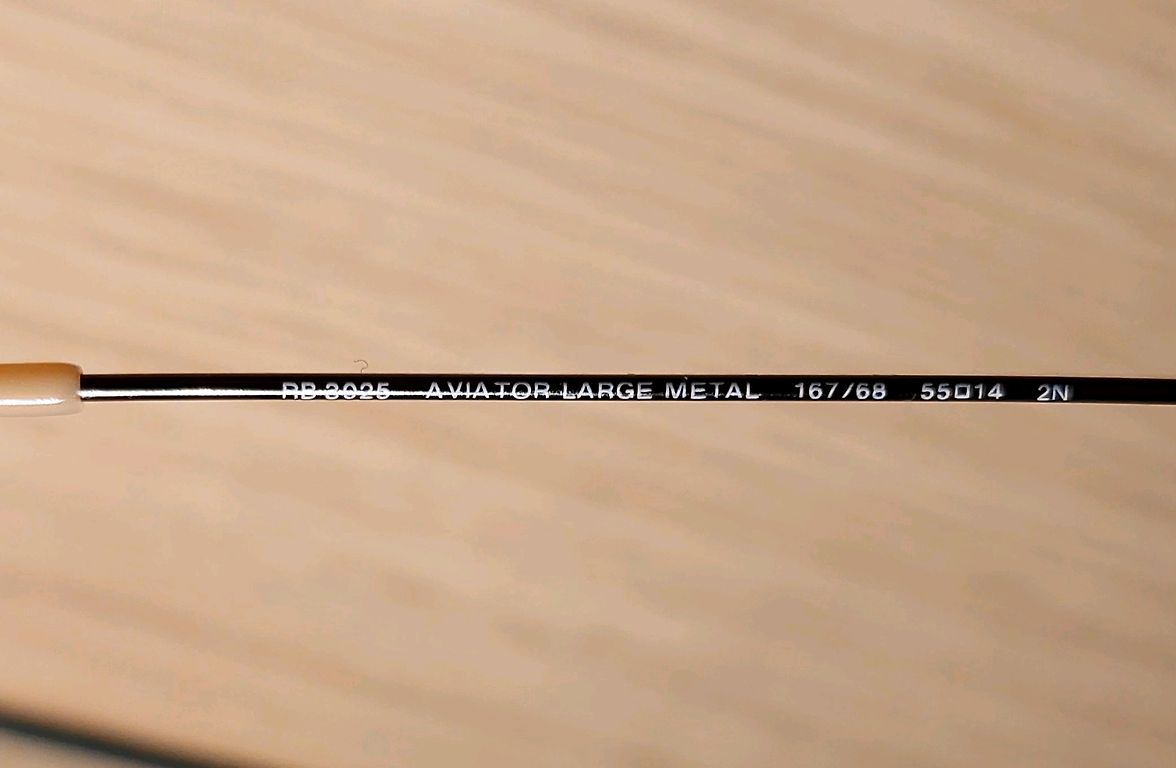 RB 3025 AVIATOR LARGE METAL 167/68 55□14 2N